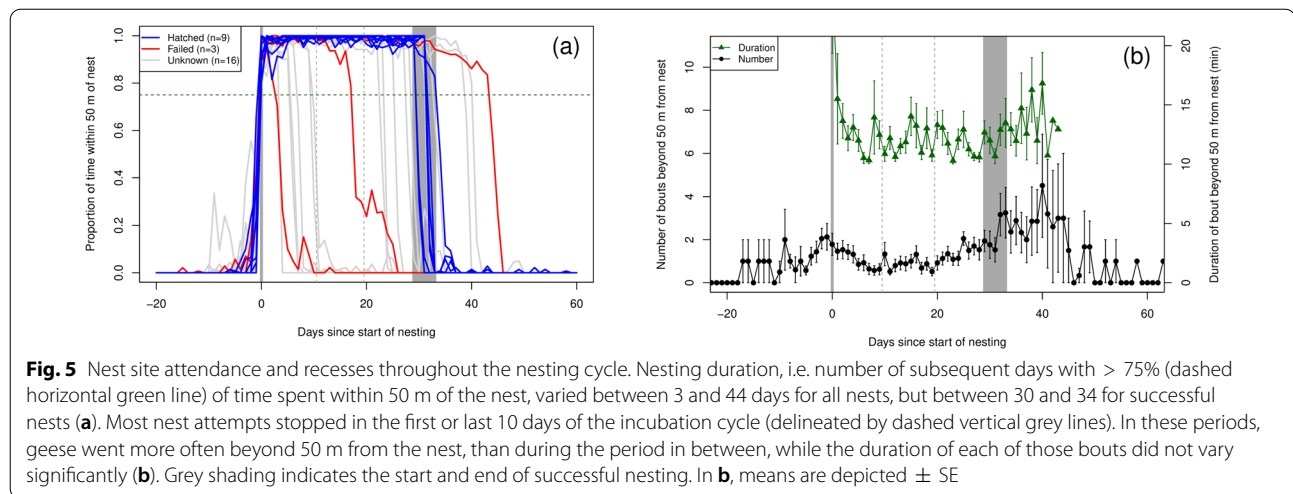 (a)
Hatched (n=9)
Failed (n=3)
Unknown (n=16)
Proportion of time within 50 m of nest
1.0
0.8
0.6
0.4
0.2
0.0
−20 0 20 40 60
Days since start of nesting
(b)
Duration
Number
Number of bouts beyond 50 m from nest
10
8
6
4
2
0
Duration of bout beyond 50 m from nest (min)
20
15
10
5
0
−20 0 20 40 60
Days since start of nesting
Fig. 5 Nest site attendance and recesses throughout the nesting cycle. Nesting duration, i.e. number of subsequent days with > 75% (dashed
horizontal green line) of time spent within 50 m of the nest, varied between 3 and 44 days for all nests, but between 30 and 34 for successful
nests (a). Most nest attempts stopped in the first or last 10 days of the incubation cycle (delineated by dashed vertical grey lines). In these periods,
geese went more often beyond 50 m from the nest, than during the period in between, while the duration of each of those bouts did not vary
significantly (b). Grey shading indicates the start and end of successful nesting. In b, means are depicted ± SE